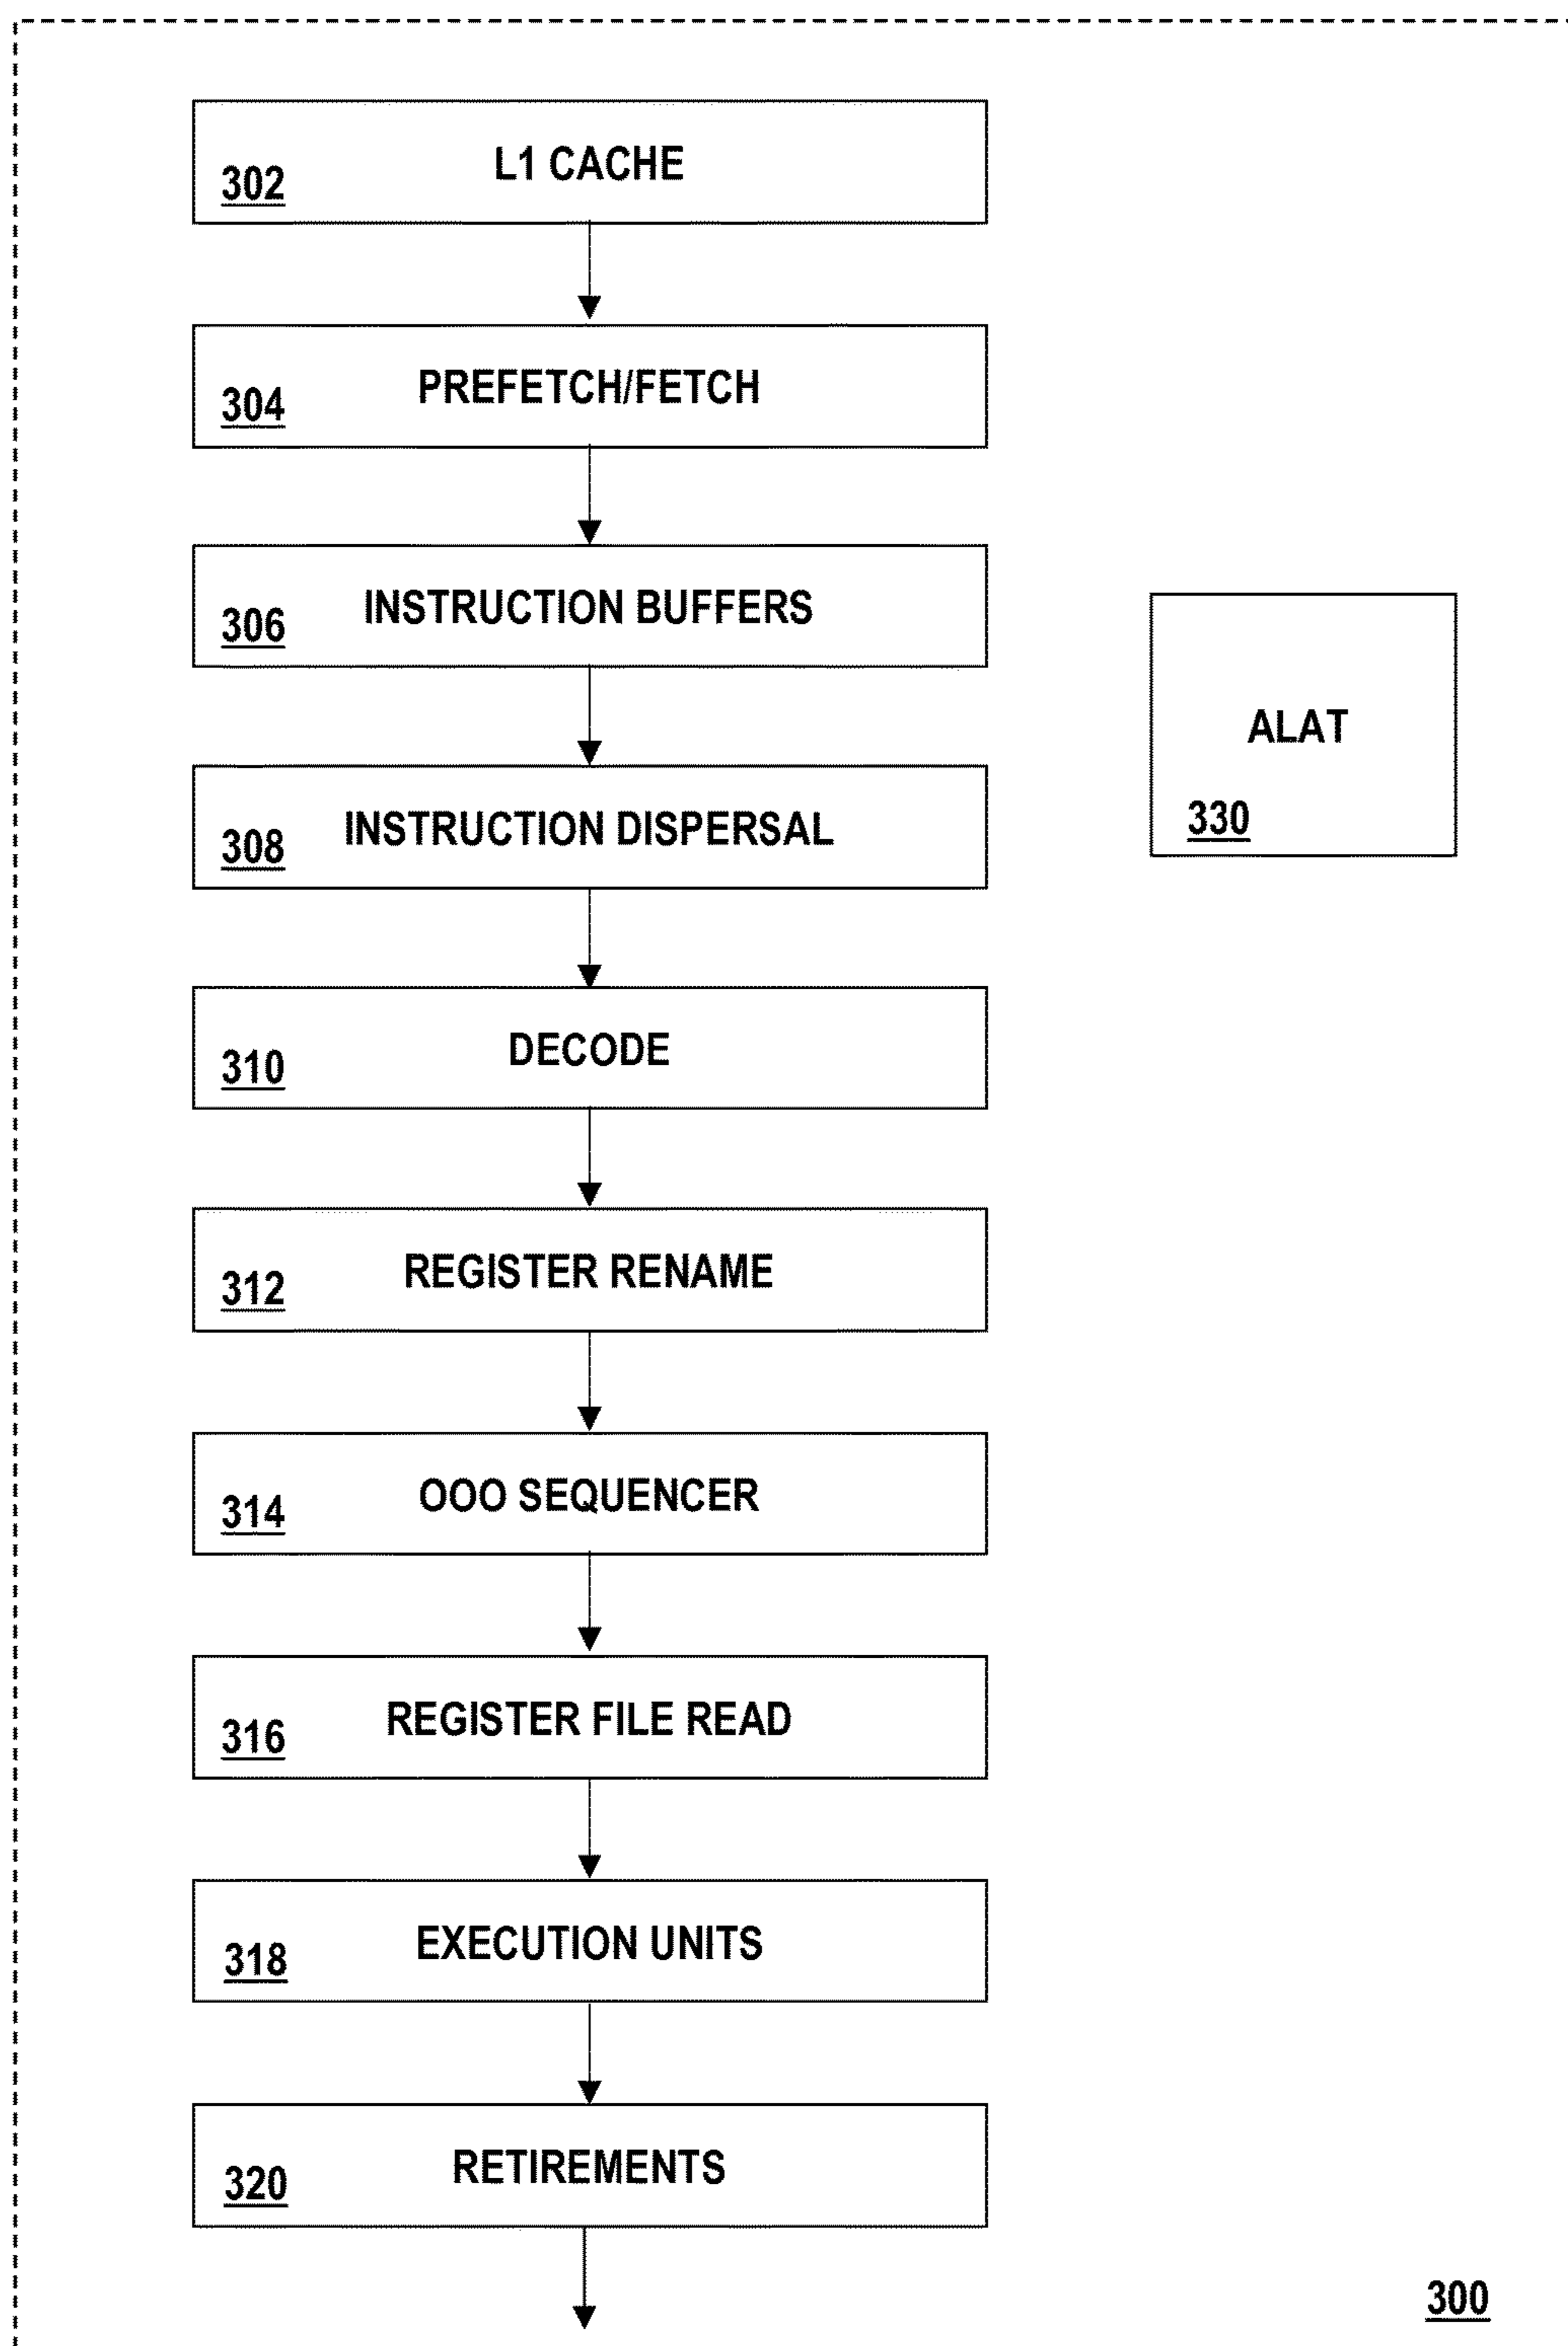 L1 CACHE
302
PREFETCH/FETCH
304
INSTRUCTION BUFFERS
306
INSTRUCTION DISPERSAL
308
ALAT
330
DECODE
310
REGISTER RENAME
312
OOO SEQUENCER
314
REGISTER FILE READ
316
EXECUTION UNITS
318
RETIREMENTS
320
300